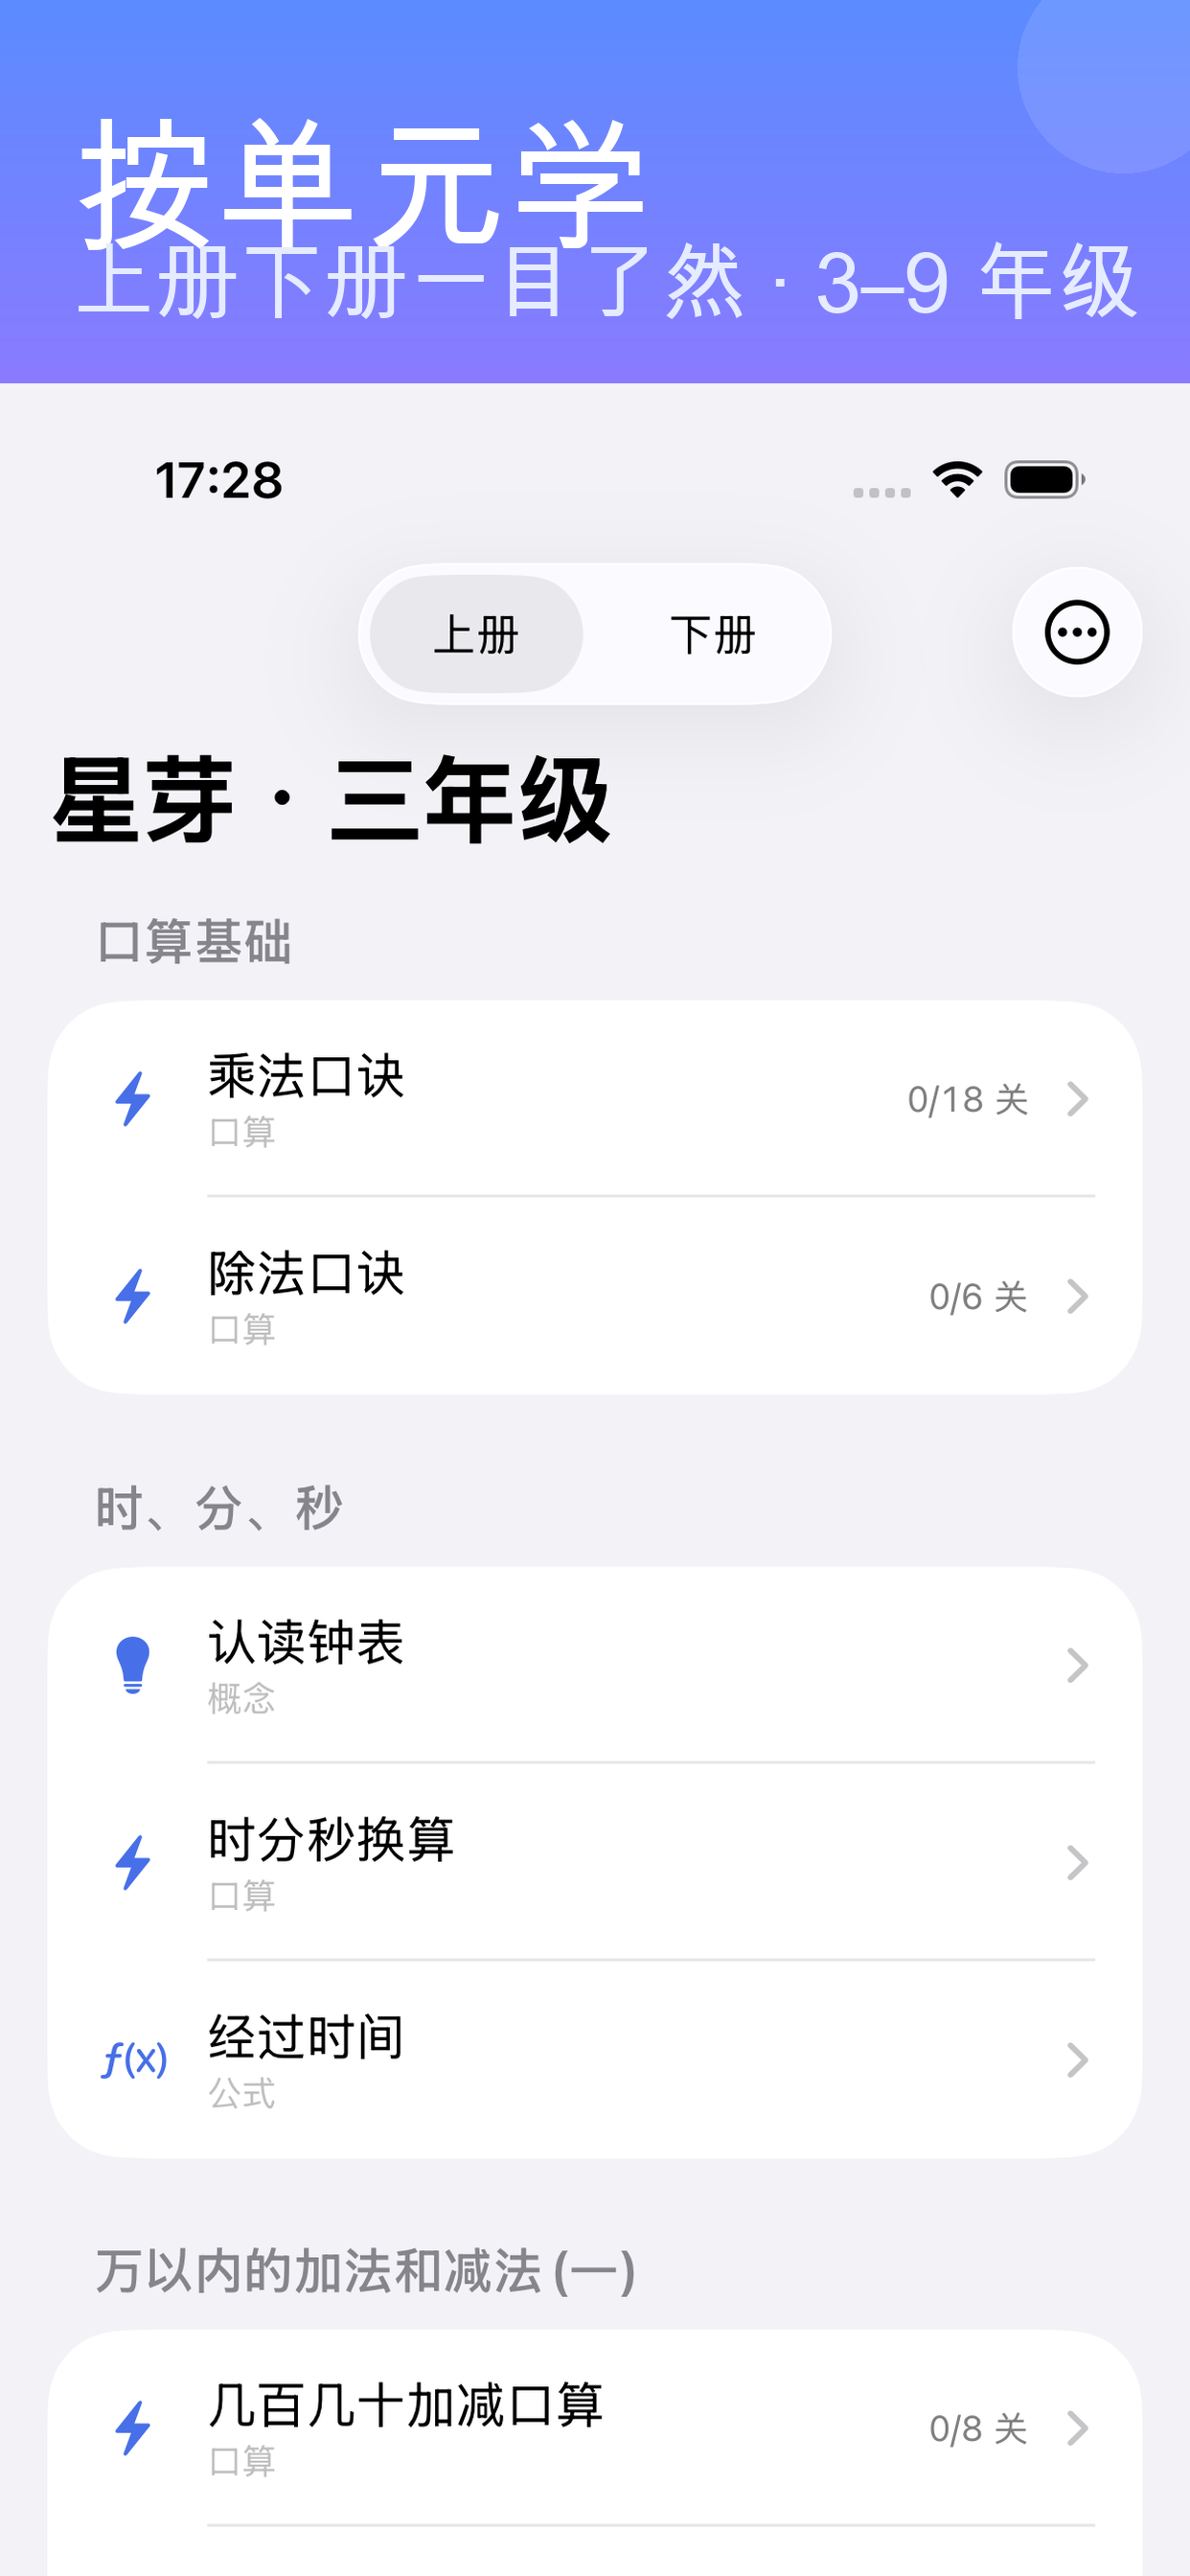 按单元学
上册下册一目了然 · 3–9 年级
17:28
上册 下册
星芽 · 三年级
口算基础
乘法口诀
口算
0/18 关
除法口诀
口算
0/6 关
时、分、秒
认读钟表
概念
时分秒换算
口算
f(x)
经过时间
公式
万以内的加法和减法 (一)
几百几十加减口算
口算
0/8 关